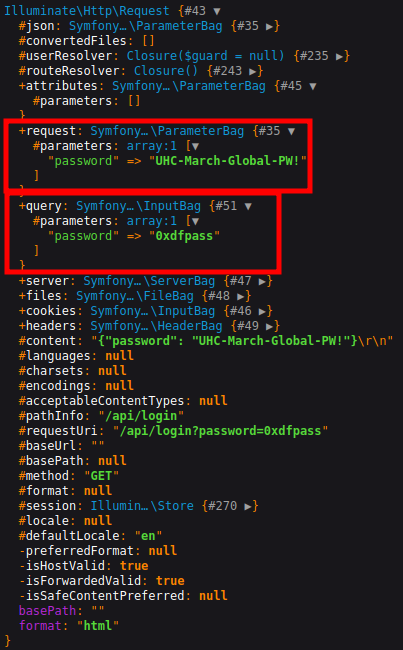 Illuminate\Http\Request {#43 ▼
  #json: Symfony…\ParameterBag {#35 ▶}
  #convertedFiles: []
  #userResolver: Closure($guard = null) {#235 ▶}
  #routeResolver: Closure() {#243 ▶}
  +attributes: Symfony…\ParameterBag {#45 ▼
    #parameters: []
  }
  +request: Symfony…\ParameterBag {#35 ▼
    #parameters: array:1 [▼
      "password" => "UHC-March-Global-PW!"
    ]
  }
  +query: Symfony…\InputBag {#51 ▼
    #parameters: array:1 [▼
      "password" => "0xdfpass"
    ]
  }
  +server: Symfony…\ServerBag {#47 ▶}
  +files: Symfony…\FileBag {#48 ▶}
  +cookies: Symfony…\InputBag {#46 ▶}
  +headers: Symfony…\HeaderBag {#49 ▶}
  #content: "{"password": "UHC-March-Global-PW!"}\r\n"
  #languages: null
  #charsets: null
  #encodings: null
  #acceptableContentTypes: null
  #pathInfo: "/api/login"
  #requestUri: "/api/login?password=0xdfpass"
  #baseUrl: ""
  #basePath: null
  #method: "GET"
  #format: null
  #session: Illumin…\Store {#270 ▶}
  #locale: null
  #defaultLocale: "en"
  -preferredFormat: null
  -isHostValid: true
  -isForwardedValid: true
  -isSafeContentPreferred: null
  basePath: ""
  format: "html"
}